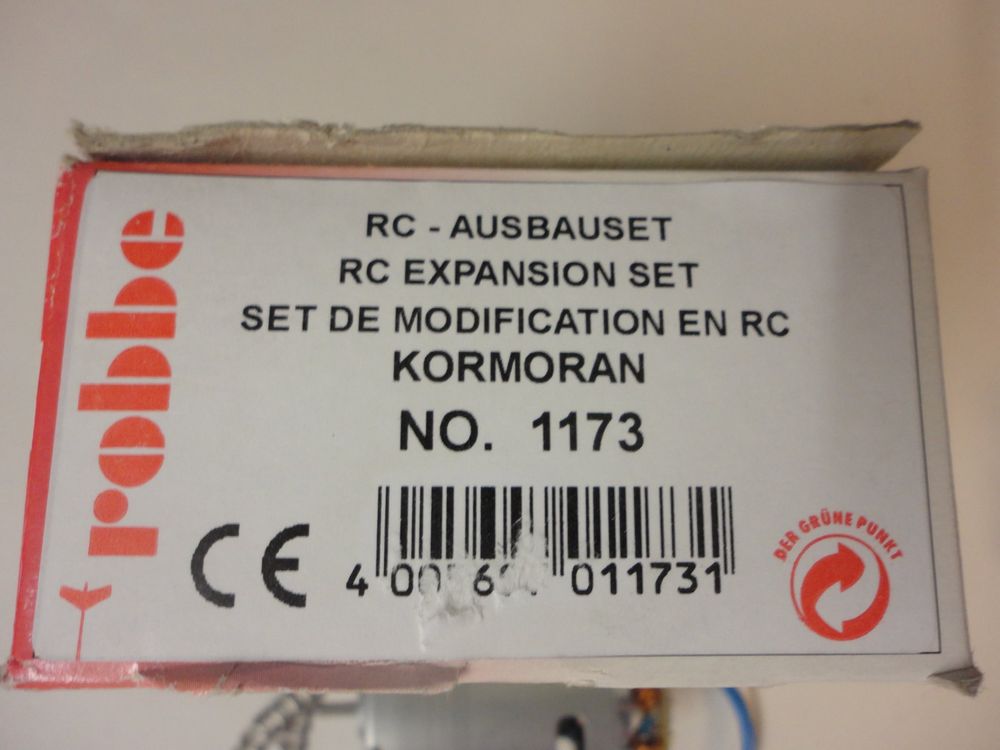 robbe
RC - AUSBAUSET
RC EXPANSION SET
SET DE MODIFICATION EN RC
KORMORAN
NO. 1173
CE
011731
DER GRÜNE PUNKT